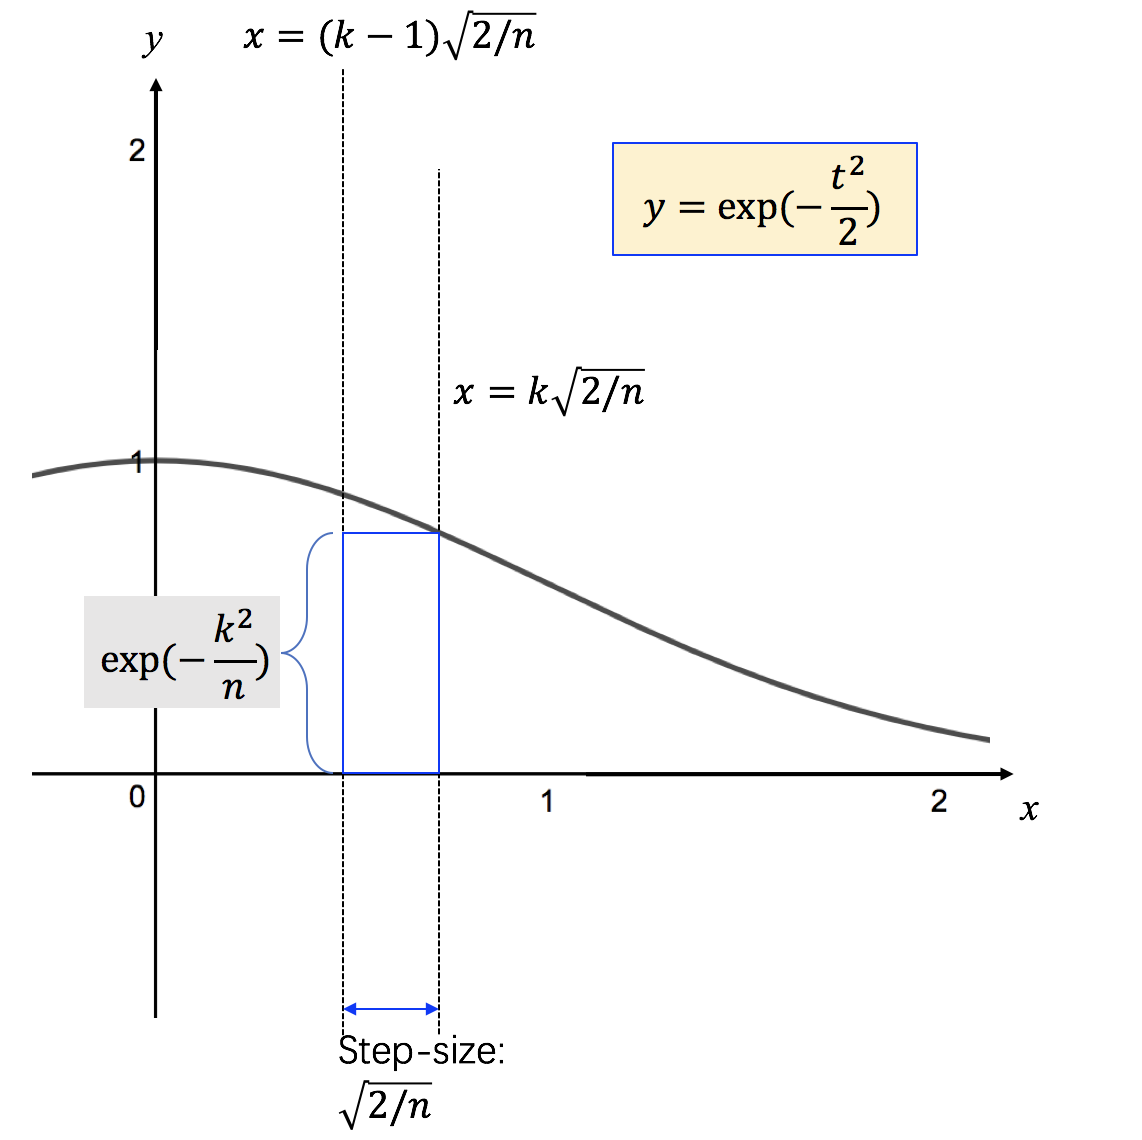 y
x = (k − 1)√2/n
2
y = exp(−t²/2)
x = k√2/n
1
exp(−k²/n)
0
1
2
x
Step-size:
√2/n